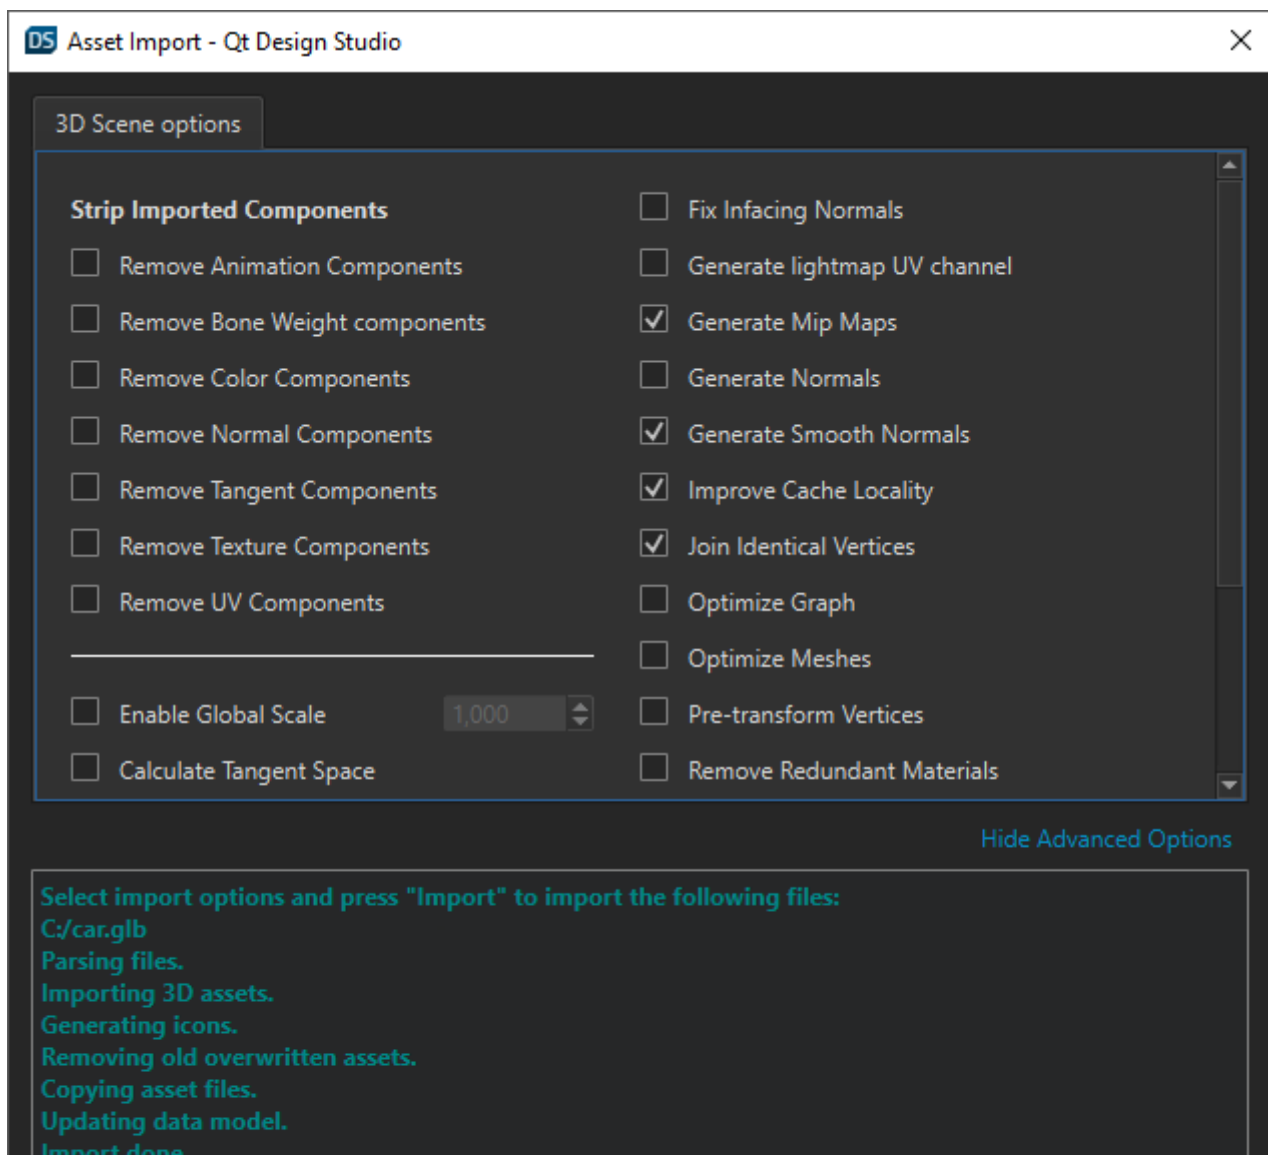 DS Asset Import - Qt Design Studio
3D Scene options
Strip Imported Components
Remove Animation Components
Remove Bone Weight components
Remove Color Components
Remove Normal Components
Remove Tangent Components
Remove Texture Components
Remove UV Components
Enable Global Scale 1,000
Calculate Tangent Space
Fix Infacing Normals
Generate lightmap UV channel
Generate Mip Maps
Generate Normals
Generate Smooth Normals
Improve Cache Locality
Join Identical Vertices
Optimize Graph
Optimize Meshes
Pre-transform Vertices
Remove Redundant Materials
Hide Advanced Options
Select import options and press "Import" to import the following files:
C:/car.glb
Parsing files.
Importing 3D assets.
Generating icons.
Removing old overwritten assets.
Copying asset files.
Updating data model.
Import done